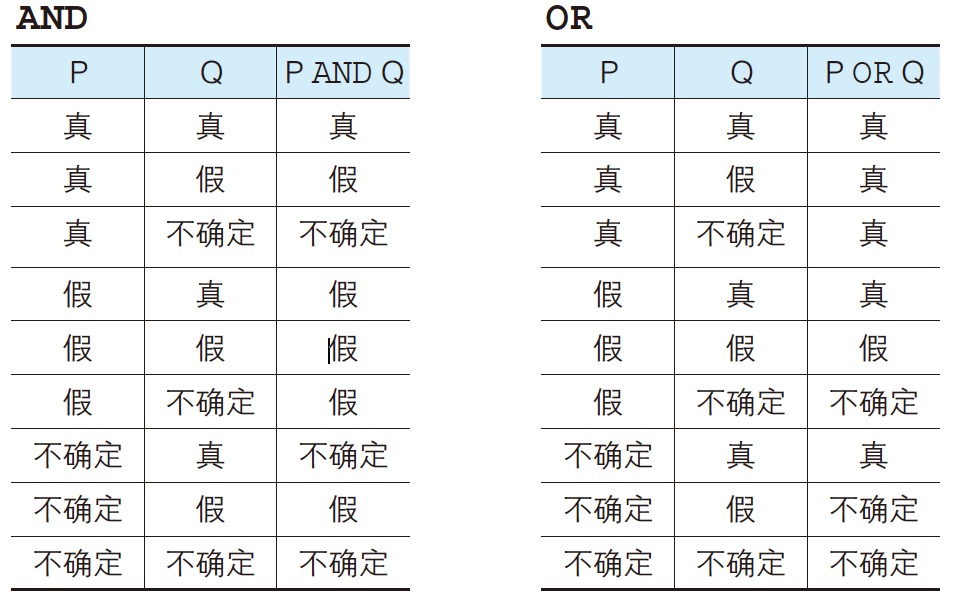 AND
P Q P AND Q
真 真 真
真 假 假
真 不确定 不确定
假 真 假
假 假 假
假 不确定 假
不确定 真 不确定
不确定 假 假
不确定 不确定 不确定
OR
P Q P OR Q
真 真 真
真 假 真
真 不确定 真
假 真 真
假 假 假
假 不确定 不确定
不确定 真 真
不确定 假 不确定
不确定 不确定 不确定